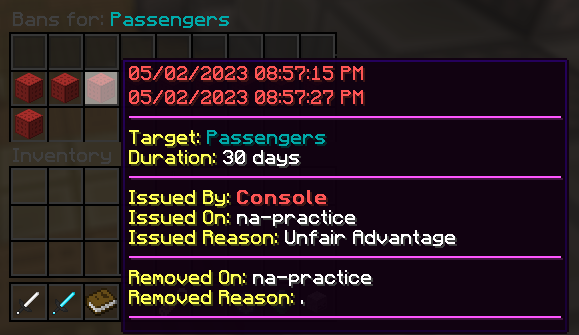 Bans for: Passengers
05/02/2023 08:57:15 PM
05/02/2023 08:57:27 PM
Target: Passengers
Duration: 30 days
Issued By: Console
Issued On: na-practice
Issued Reason: Unfair Advantage
Removed On: na-practice
Removed Reason: .
Inventory